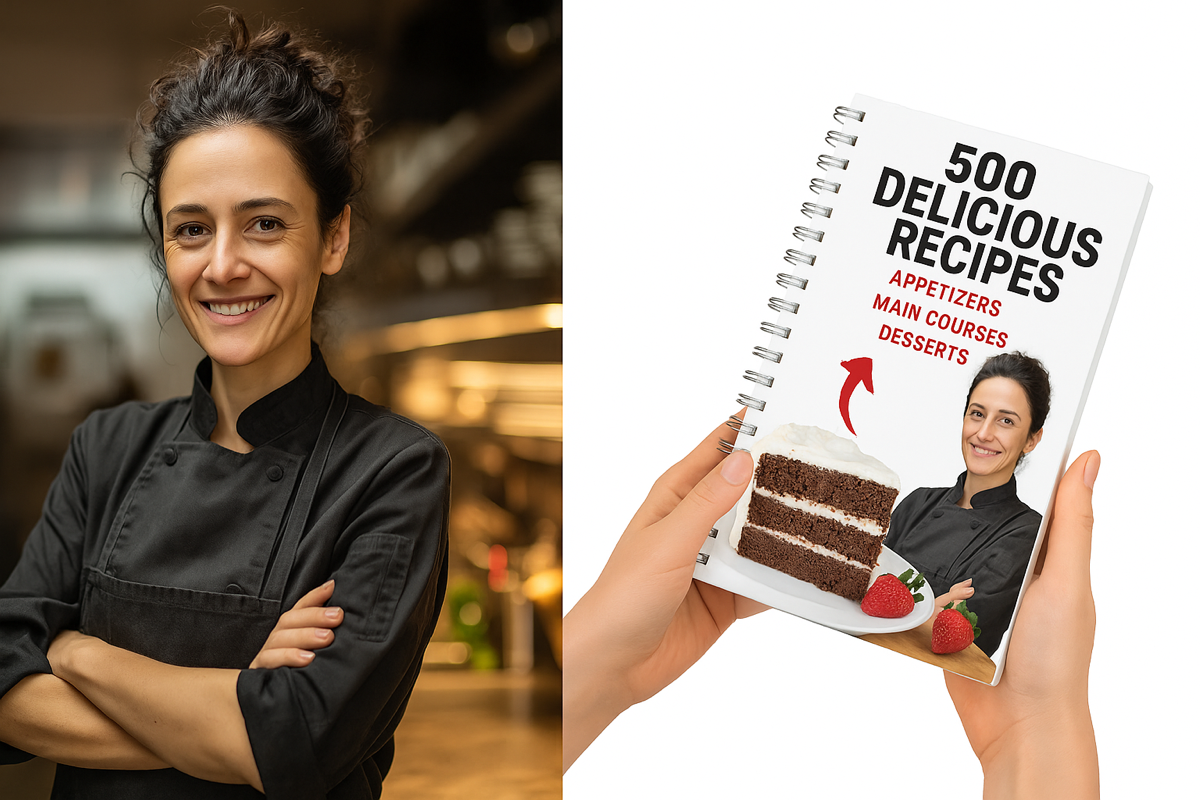 500
DELICIOUS
RECIPES
APPETIZERS
MAIN COURSES
DESSERTS